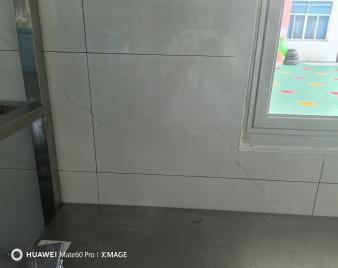 HUAWEI Mate60 Pro | XMAGE